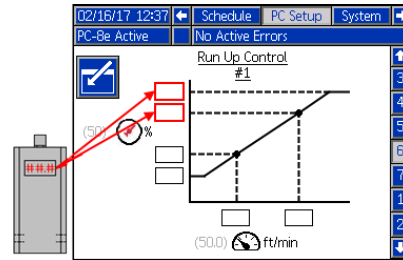 02/16/17 12:37 Schedule PC Setup System
PC-8e Active No Active Errors
Run Up Control
#1
3
4
(50) %
5
##.#
6
7
1
2
(50.0) ft/min